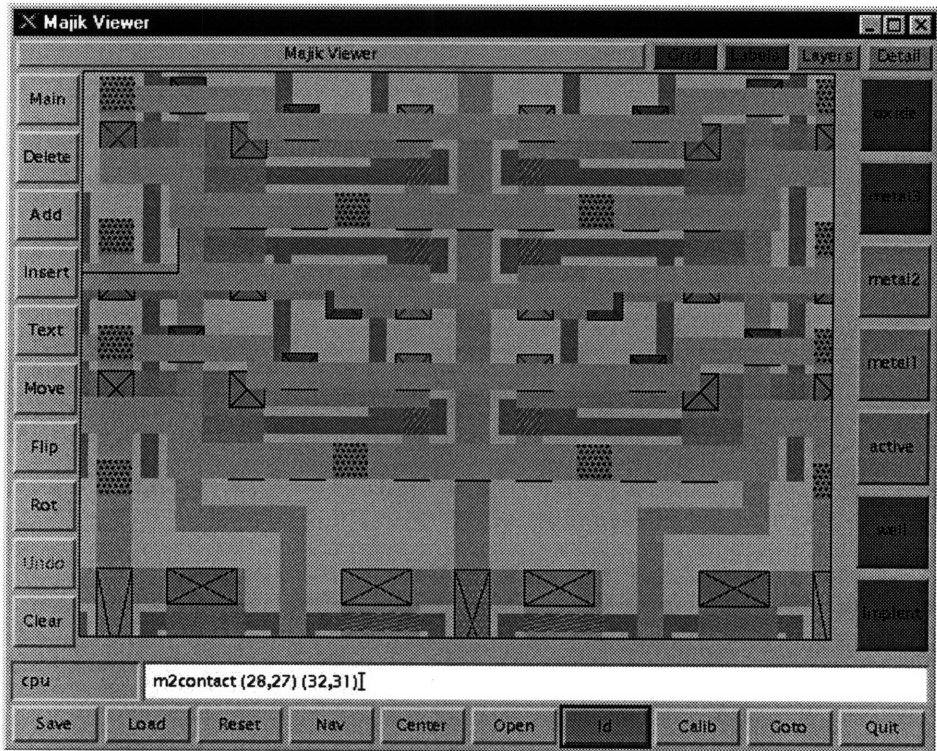 Majik Viewer
Majik Viewer
Grid
Labels
Layers
Detail
Main
Delete
Add
Insert
Text
Move
Flip
Rot
Undo
Clear
oxide
metal3
metal2
metal1
active
well
implant
cpu
m2contact (28,27) (32,31)
Save
Load
Reset
Nav
Center
Open
Id
Calib
Goto
Quit